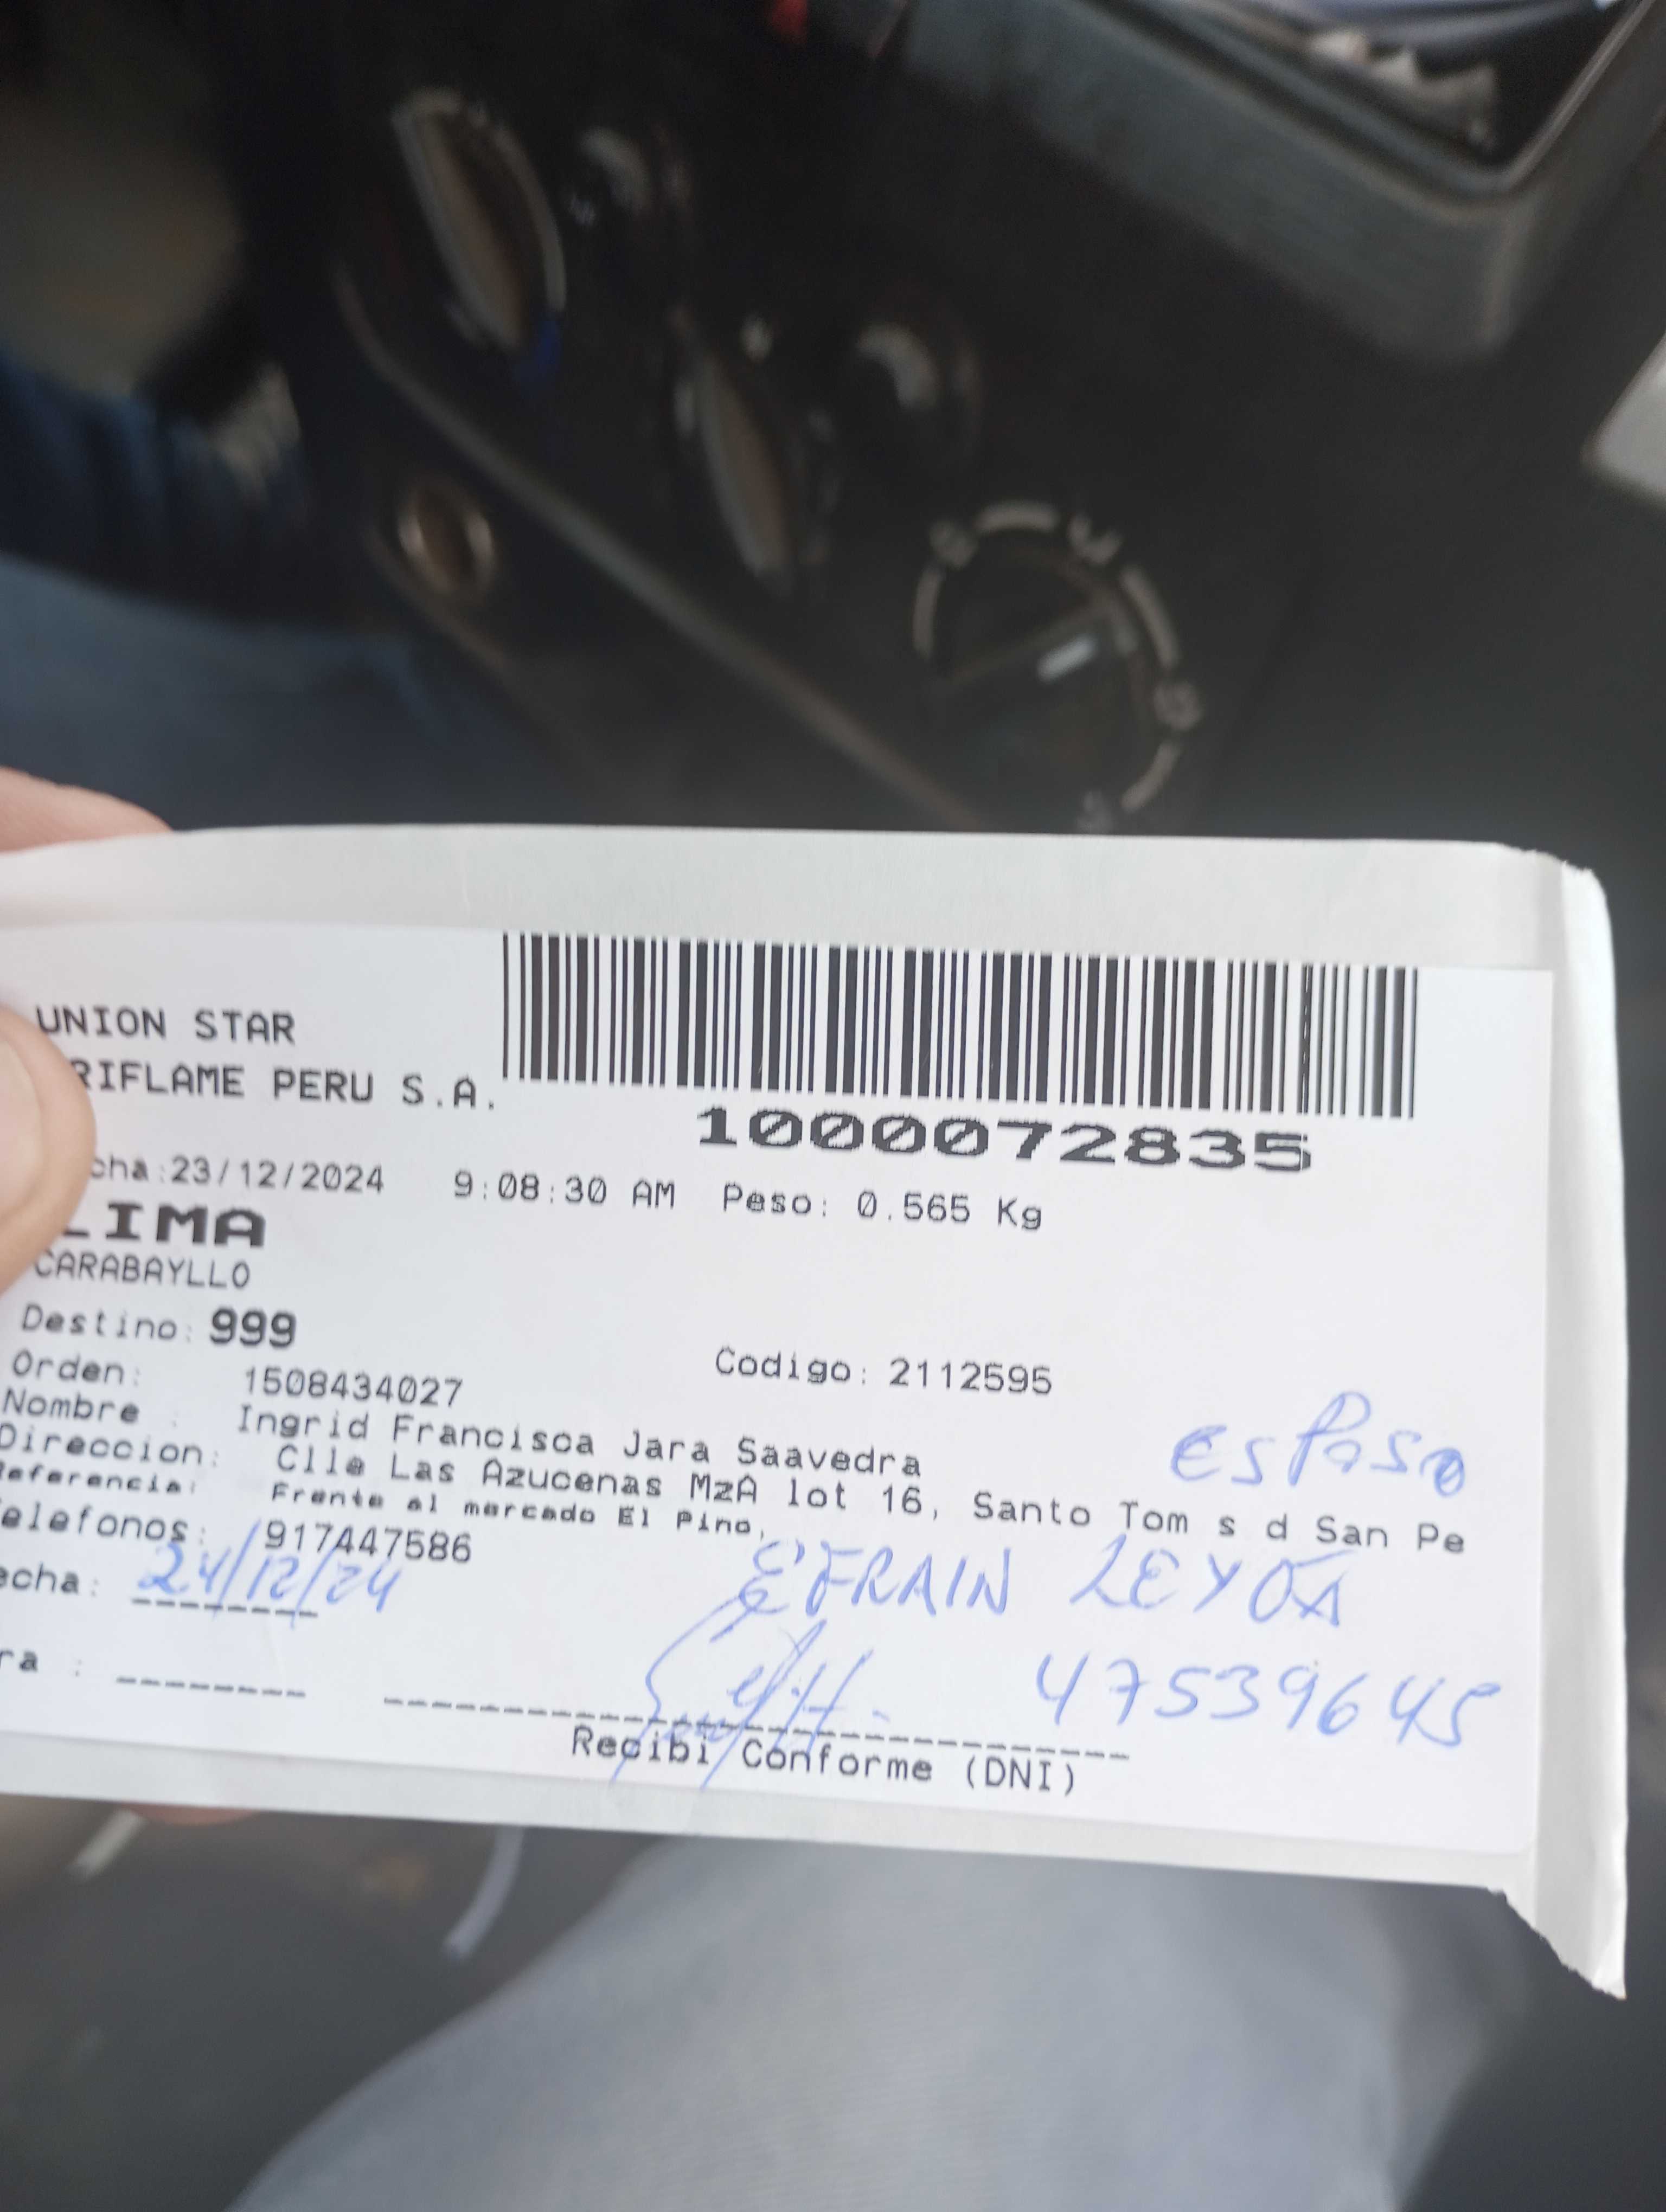 UNION STAR
RIFLAME PERU S.A.
1000072835
cha:23/12/2024 9:08:30 AM Peso: 0.565 Kg
LIMA
CARABAYLLO
Destino: 999
Orden: 1508434027 Codigo: 2112595
Nombre : Ingrid Francisca Jara Saavedra
Direccion: Clle Las Azucenas MzA lot 16, Santo Tom s d San Pe
Referencia: Frente al mercado El Pino,
elefonos: 917447586
esposo
echa: 24/12/24
EFRAIN LEYVA
ra :
47539645
Recibi Conforme (DNI)